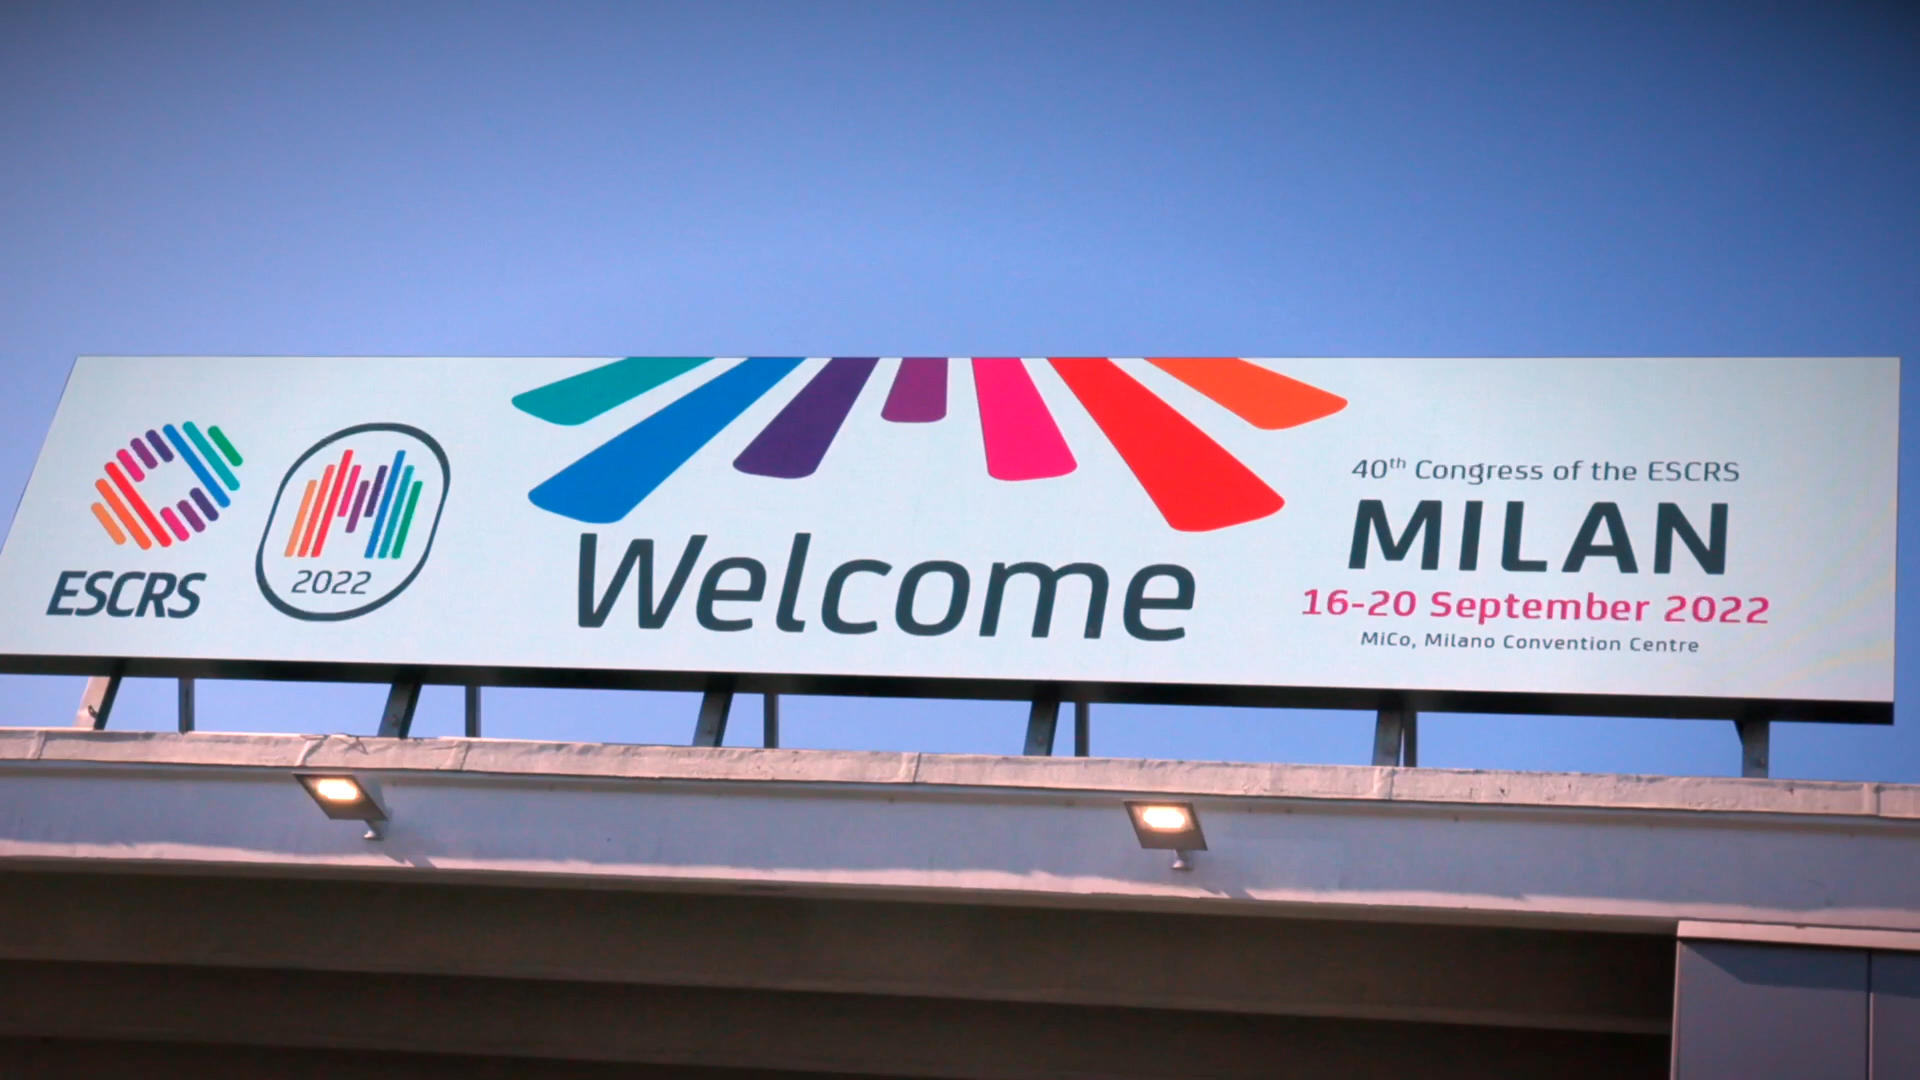 ESCRS
2022
Welcome
40th Congress of the ESCRS
MILAN
16-20 September 2022
MiCo, Milano Convention Centre